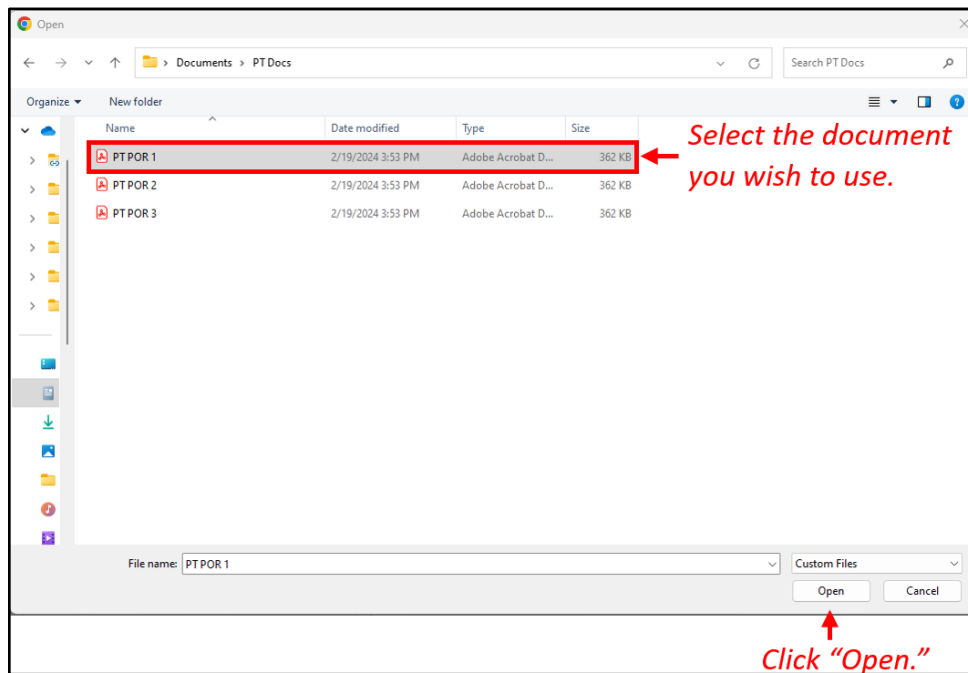 Open
Documents > PT Docs
Search PT Docs
Organize
New folder
Name Date modified Type Size
PT POR 1 2/19/2024 3:53 PM Adobe Acrobat D... 362 KB
PT POR 2 2/19/2024 3:53 PM Adobe Acrobat D... 362 KB
PT POR 3 2/19/2024 3:53 PM Adobe Acrobat D... 362 KB
Select the document
you wish to use.
File name: PT POR 1
Custom Files
Open Cancel
Click “Open.”